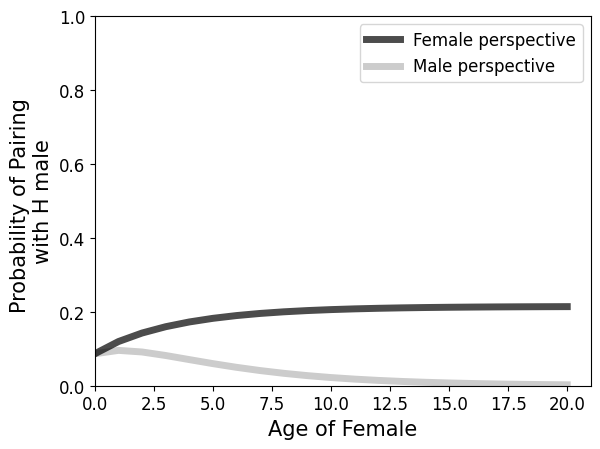 Probability of Pairing
with H male
1.0
0.8
0.6
0.4
0.2
0.0
Female perspective
Male perspective
0.0 2.5 5.0 7.5 10.0 12.5 15.0 17.5 20.0
Age of Female